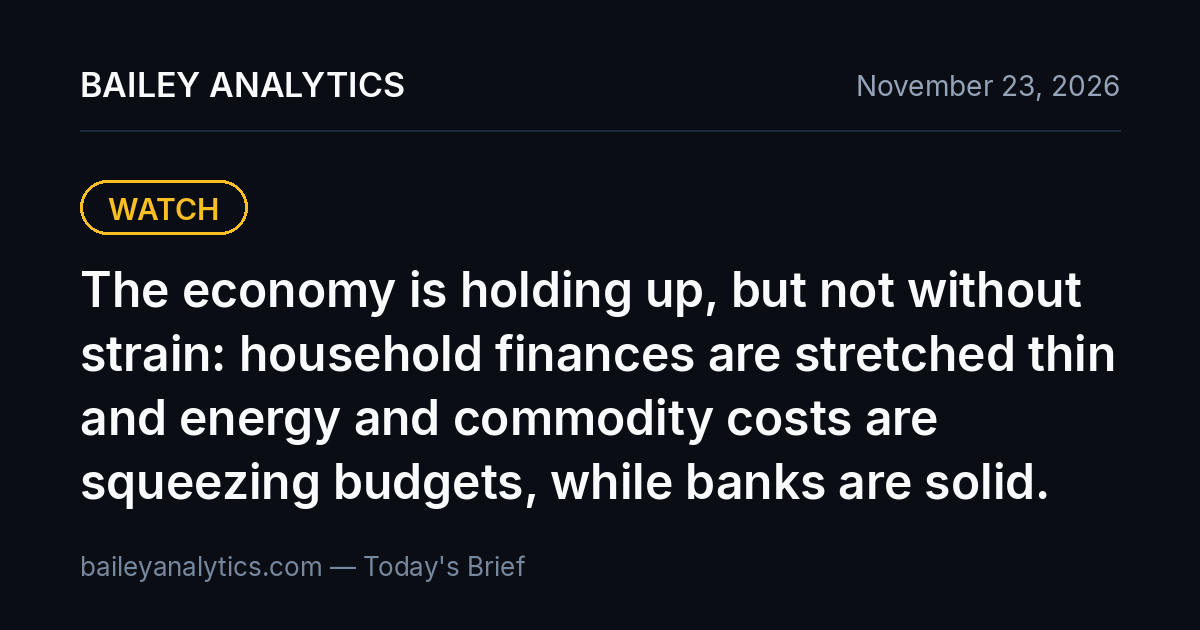 BAILEY ANALYTICS
November 23, 2026
WATCH
The economy is holding up, but not without
strain: household finances are stretched thin
and energy and commodity costs are
squeezing budgets, while banks are solid.
baileyanalytics.com — Today's Brief